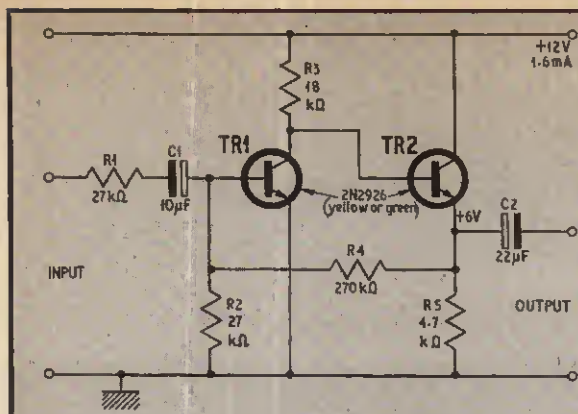 +12V
1.6mA
R3
18
kΩ
TR1
TR2
R1
27kΩ
C1
10µF
2N2926
(yellow or green)
+6V
C2
22µF
R4
270kΩ
INPUT
R2
27
kΩ
R5
4.7
kΩ
OUTPUT